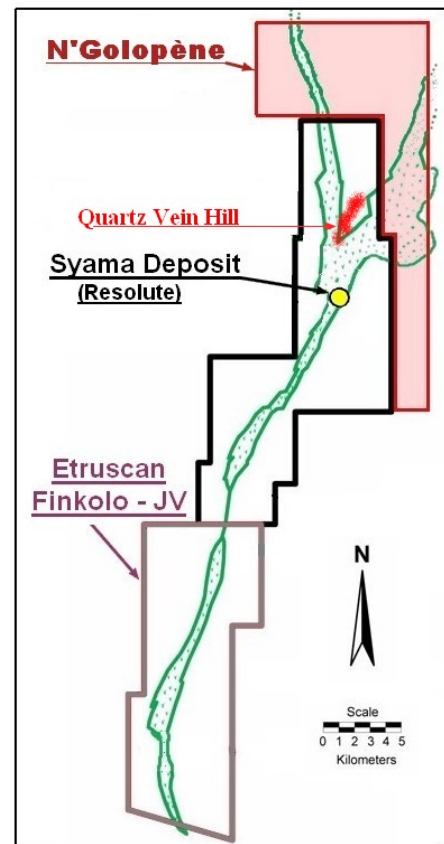 N'Golopène
Quartz Vein Hill
Syama Deposit
(Resolute)
Etruscan
Finkolo - JV
N
Scale
0 1 2 3 4 5
Kilometers